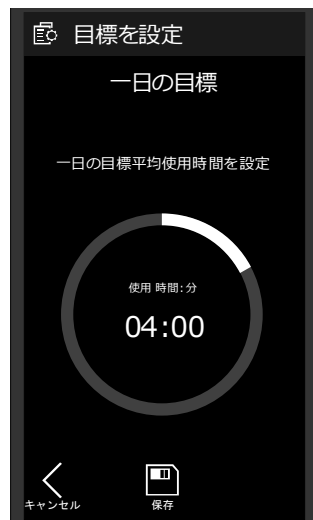 目標を設定
一日の目標
一日の目標平均使用時間を設定
使用 時間:分
04:00
キャンセル
保存